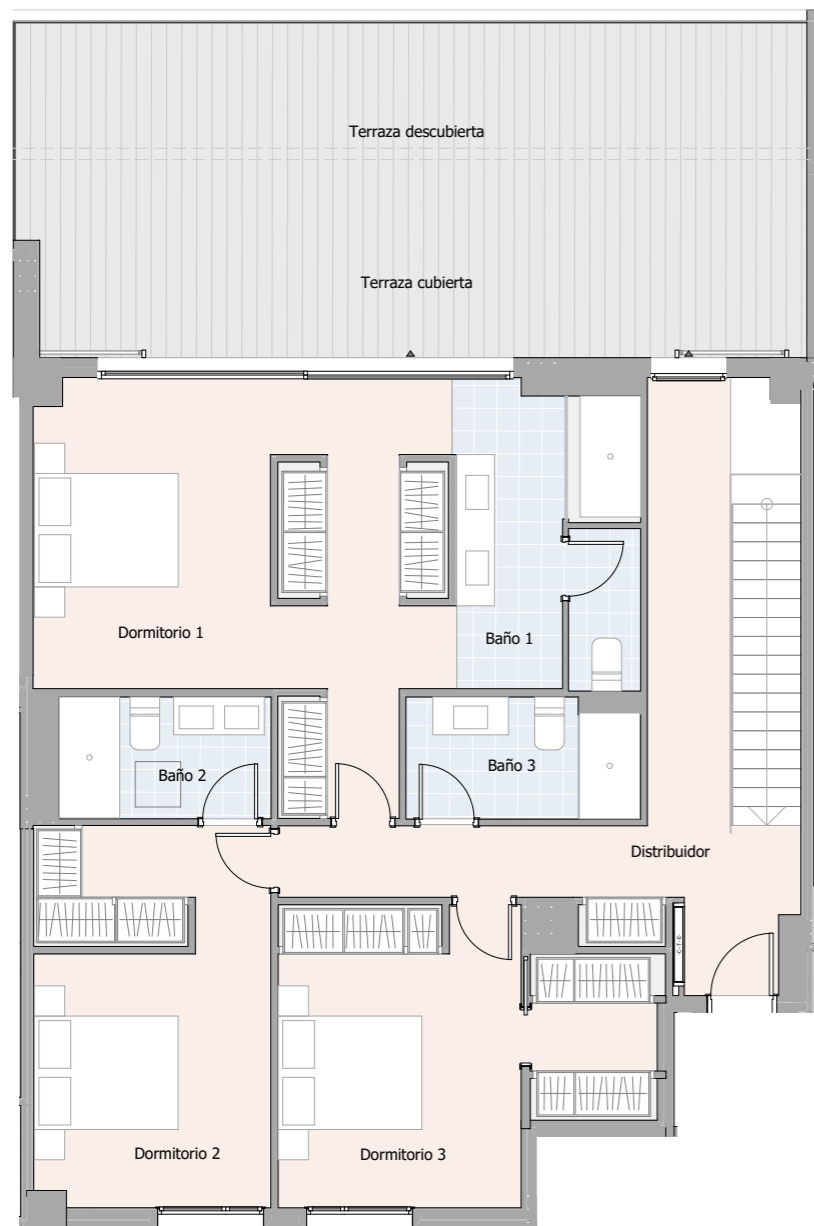 Terraza descubierta
Terraza cubierta
Dormitorio 1
Baño 1
Baño 2
Baño 3
Distribuidor
Dormitorio 2
Dormitorio 3